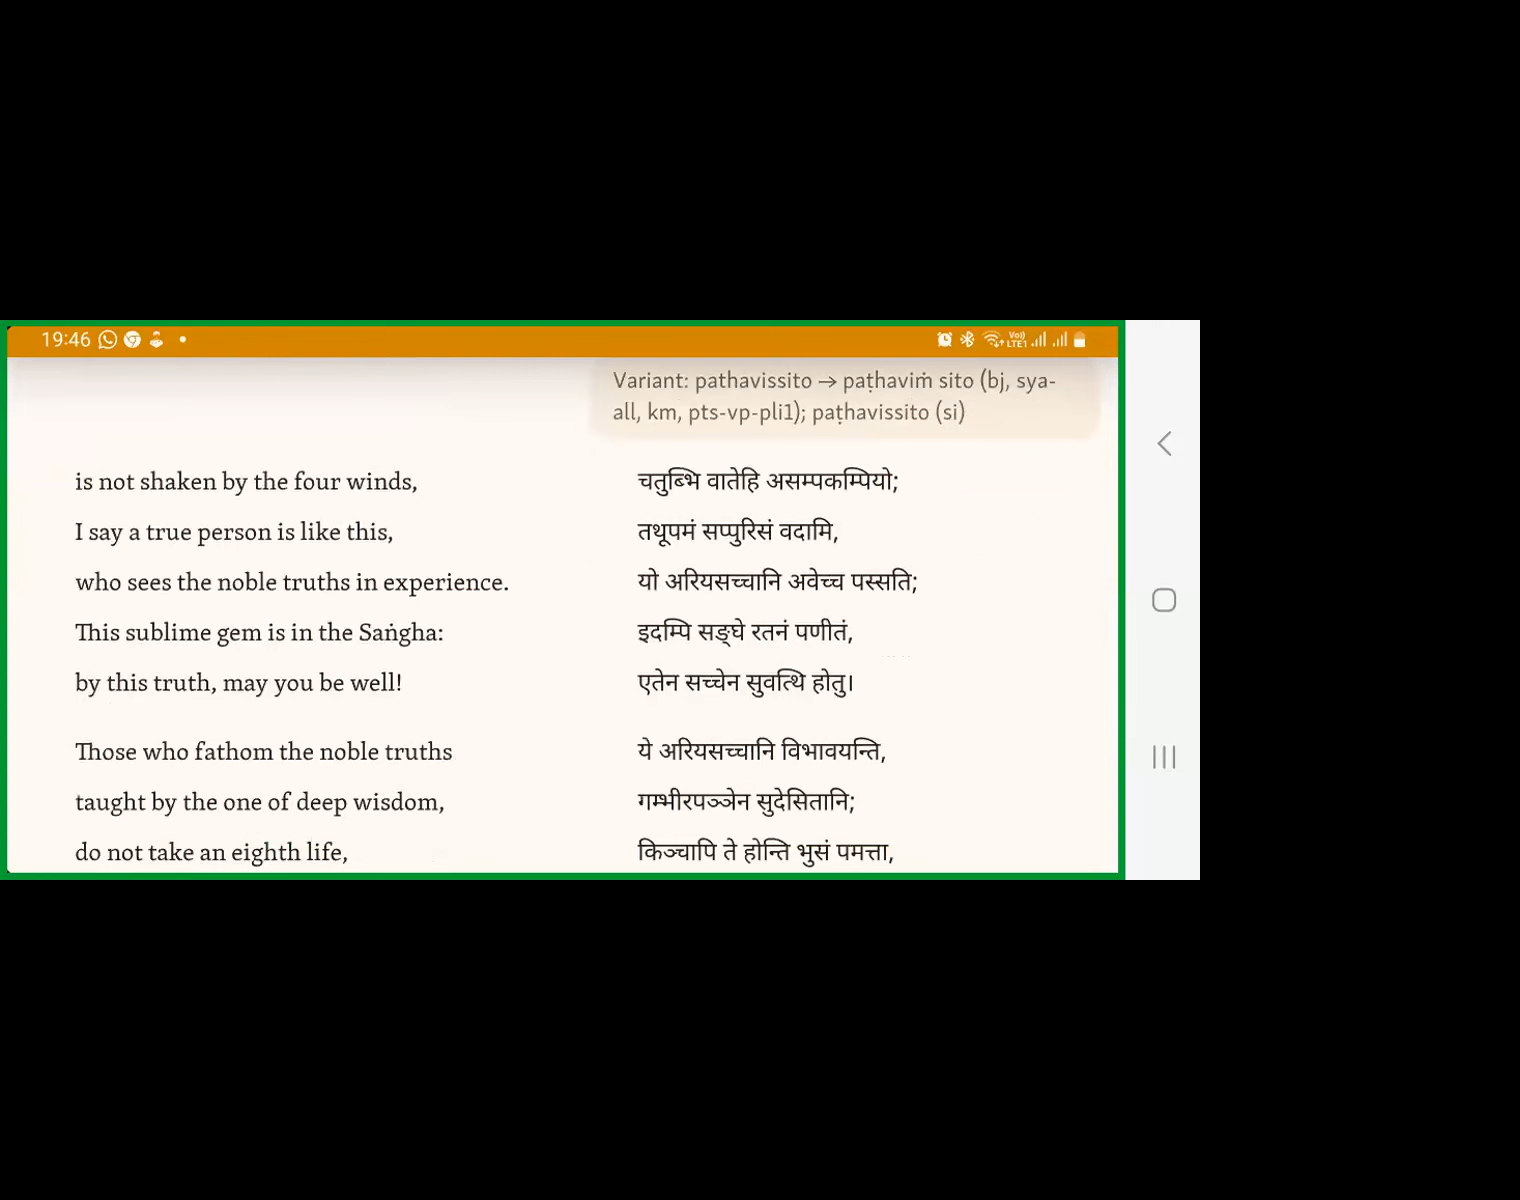 19:46
Vo)) LTE1
Variant: pathavissito → paṭhaviṁ sito (bj, sya-
all, km, pts-vp-pli1); paṭhavissito (si)
is not shaken by the four winds,
चतुब्भि वातेहि असम्पकम्पियो;
I say a true person is like this,
तथूपमं सप्पुरिसं वदामि,
who sees the noble truths in experience.
यो अरियसच्चानि अवेच्च पस्सति;
This sublime gem is in the Saṅgha:
इदम्पि सङ्घे रतनं पणीतं,
by this truth, may you be well!
एतेन सच्चेन सुवत्थि होतु।
Those who fathom the noble truths
ये अरियसच्चानि विभावयन्ति,
taught by the one of deep wisdom,
गम्भीरपञ्ञेन सुदेसितानि;
do not take an eighth life,
किञ्चापि ते होन्ति भुसं पमत्ता,